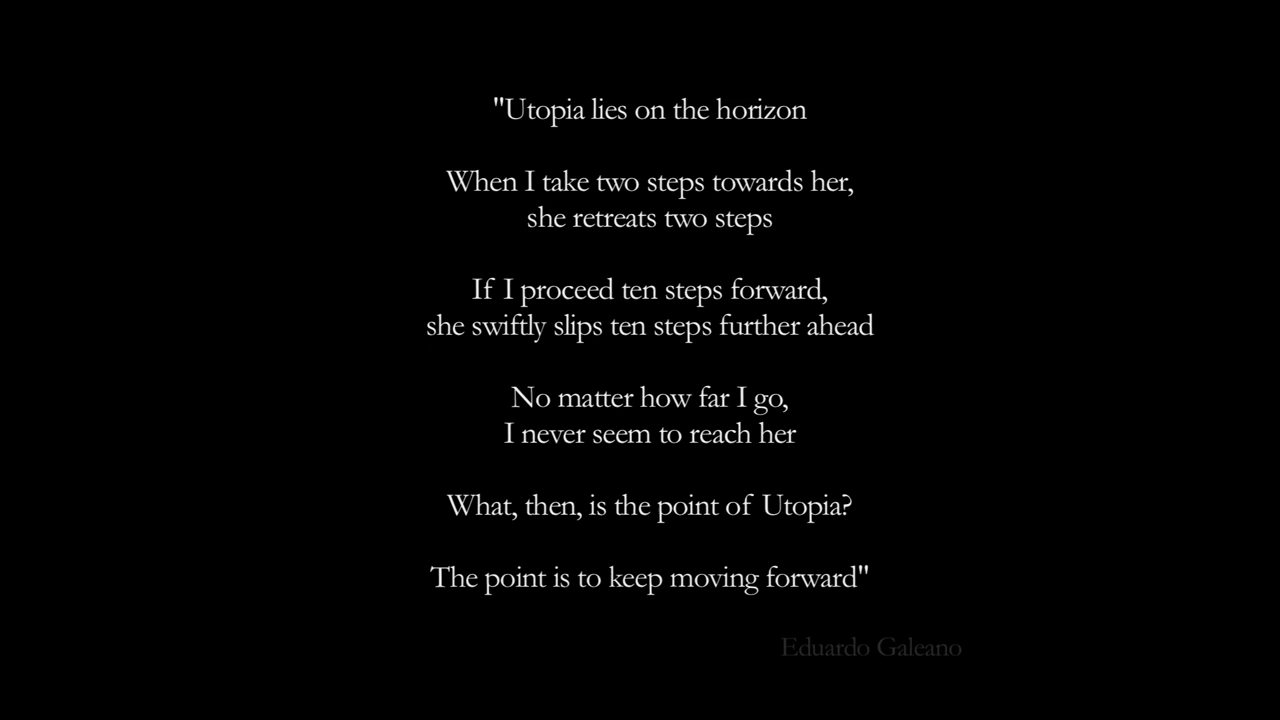 "Utopia lies on the horizon
When I take two steps towards her,
she retreats two steps
If I proceed ten steps forward,
she swiftly slips ten steps further ahead
No matter how far I go,
I never seem to reach her
What, then, is the point of Utopia?
The point is to keep moving forward"
Eduardo Galeano